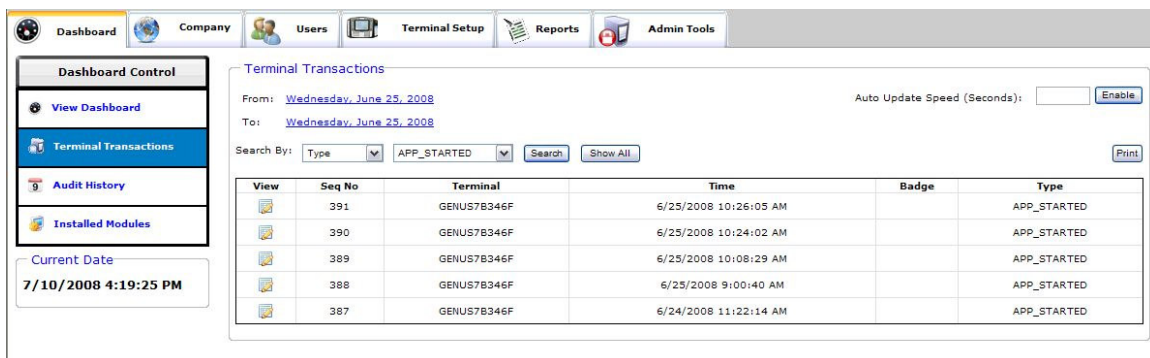 Dashboard Company Users Terminal Setup Reports Admin Tools
Dashboard Control
View Dashboard
Terminal Transactions
9 Audit History
Installed Modules
Current Date
7/10/2008 4:19:25 PM
Terminal Transactions
From: Wednesday, June 25, 2008 Auto Update Speed (Seconds): Enable
To: Wednesday, June 25, 2008
Search By: Type APP_STARTED Search Show All Print
View Seq No Terminal Time Badge Type
391 GENUS7B346F 6/25/2008 10:26:05 AM APP_STARTED
390 GENUS7B346F 6/25/2008 10:24:02 AM APP_STARTED
389 GENUS7B346F 6/25/2008 10:08:29 AM APP_STARTED
388 GENUS7B346F 6/25/2008 9:00:40 AM APP_STARTED
387 GENUS7B346F 6/24/2008 11:22:14 AM APP_STARTED